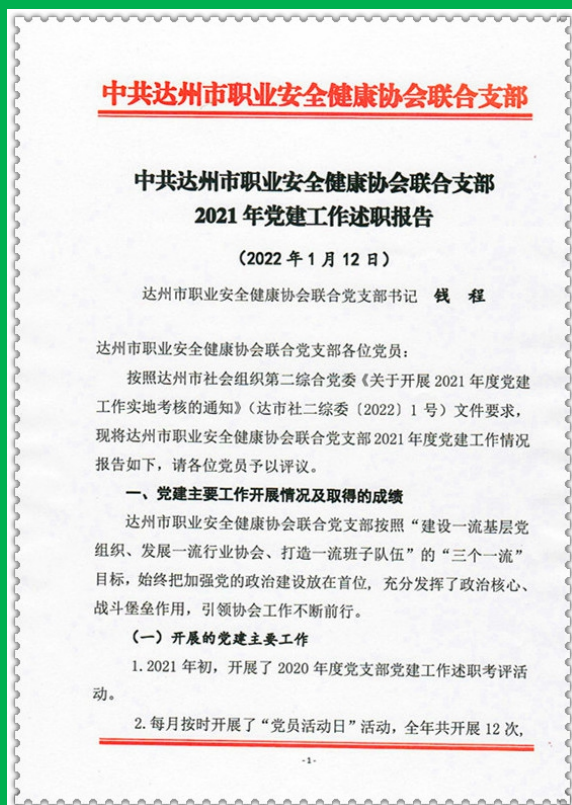 中共达州市职业安全健康协会联合支部
中共达州市职业安全健康协会联合支部
2021年党建工作述职报告
（2022年1月12日）
达州市职业安全健康协会联合党支部书记 钱 程
达州市职业安全健康协会联合党支部各位党员：
按照达州市社会组织第二综合党委《关于开展2021年度党建
工作实地考核的通知》（达市社二综委〔2022〕1号）文件要求，
现将达州市职业安全健康协会联合党支部2021年度党建工作情况
报告如下，请各位党员予以评议。
一、党建主要工作开展情况及取得的成绩
达州市职业安全健康协会联合党支部按照“建设一流基层党
组织、发展一流行业协会、打造一流班子队伍”的“三个一流”
目标，始终把加强党的政治建设放在首位，充分发挥了政治核心、
战斗堡垒作用，引领协会工作不断前行。
（一）开展的党建主要工作
1.2021年初，开展了2020年度党支部党建工作述职考评活
动。
2.每月按时开展了“党员活动日”活动，全年共开展12次，
-1-